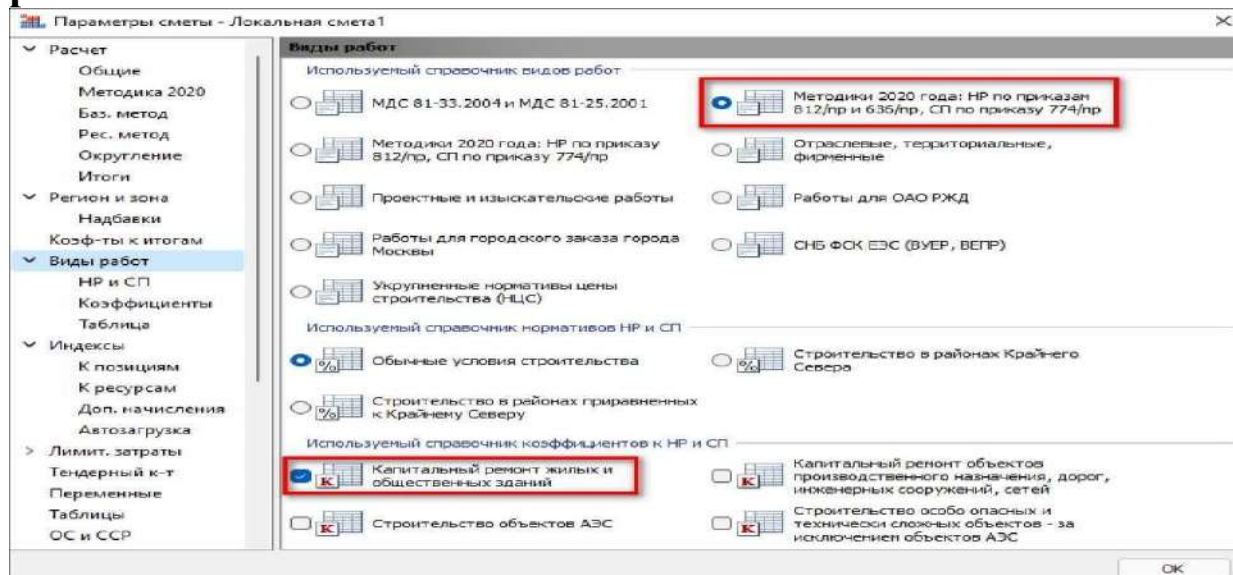 Параметры сметы - Локальная смета1
Расчет
Общие
Методика 2020
Баз. метод
Рес. метод
Округление
Итоги
Регион и зона
Надбавки
Коэф-ты к итогам
Виды работ
НР и СП
Коэффициенты
Таблица
Индексы
К позициям
К ресурсам
Доп. начисления
Автозагрузка
Лимит. затраты
Тендерный к-т
Переменные
Таблицы
ОС и ССР
Виды работ
Используемый справочник видов работ
МДС 81-33.2004 и МДС 81-25.2001
Методики 2020 года: НР по приказам
812/пр и 636/пр, СП по приказу 774/пр
Методики 2020 года: НР по приказу
812/пр, СП по приказу 774/пр
Отраслевые, территориальные,
фирменные
Проектные и изыскательские работы
Работы для ОАО РЖД
Работы для городского заказа города
Москвы
СНБ ФСК ЕЭС (ВУЕР, ВЕПР)
Укрупненные нормативы цены
строительства (НЦС)
Используемый справочник нормативов НР и СП
Обычные условия строительства
Строительство в районах Крайнего
Севера
Строительство в районах приравненных
к Крайнему Северу
Используемый справочник коэффициентов к НР и СП
Капитальный ремонт жилых и
общественных зданий
Капитальный ремонт объектов
производственного назначения, дорог,
инженерных сооружений, сетей
Строительство объектов АЭС
Строительство особо опасных и
технически сложных объектов - за
исключением объектов АЭС
ОК